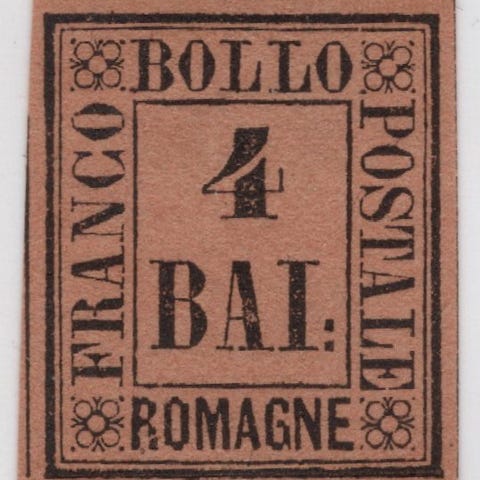 FRANCO
BOLLO
POSTALE
4
BAI:
ROMAGNE